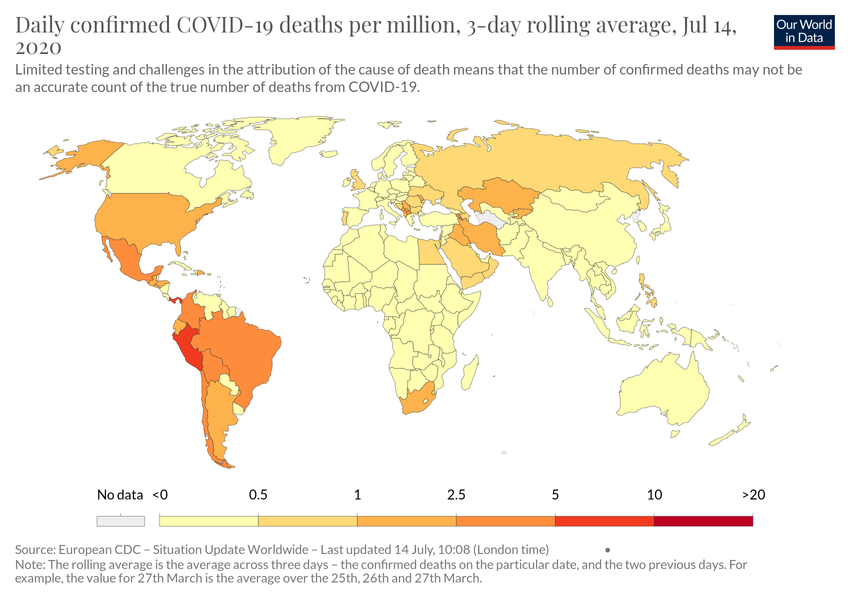 Daily confirmed COVID-19 deaths per million, 3-day rolling average, Jul 14,
2020
Our World
in Data
Limited testing and challenges in the attribution of the cause of death means that the number of confirmed deaths may not be
an accurate count of the true number of deaths from COVID-19.
No data <0 0.5 1 2.5 5 10 >20
Source: European CDC – Situation Update Worldwide – Last updated 14 July, 10:08 (London time) •
Note: The rolling average is the average across three days – the confirmed deaths on the particular date, and the two previous days. For
example, the value for 27th March is the average over the 25th, 26th and 27th March.